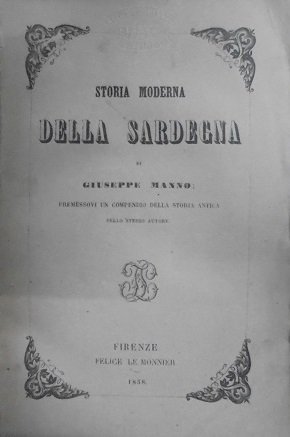 STORIA MODERNA
DELLA SARDEGNA
DI
GIUSEPPE MANNO;
PREMESSOVI UN COMPENDIO DELLA STORIA ANTICA
DELLO STESSO AUTORE.
FIRENZE
FELICE LE MONNIER
1858.